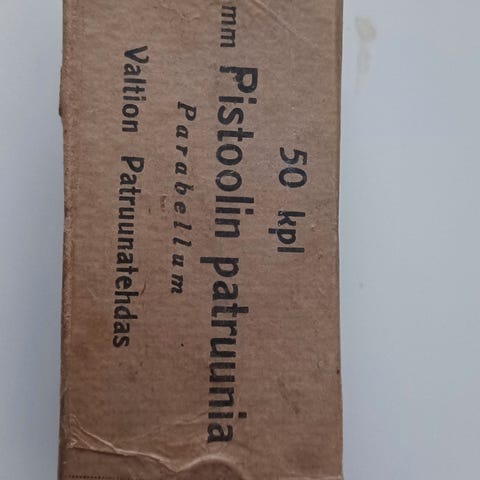 50 kpl
mm Pistoolin patruunia
Parabellum
Valtion Patruunatehdas